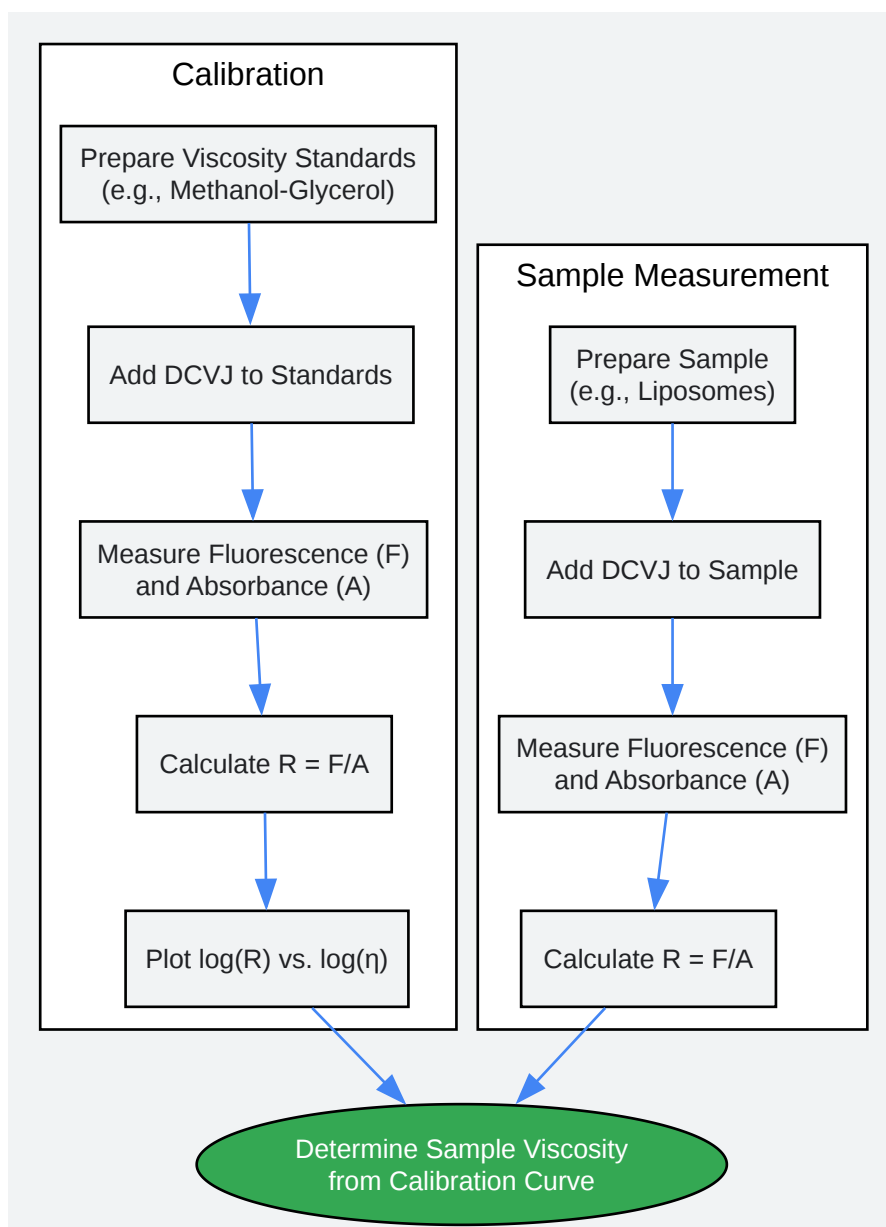 Calibration
Prepare Viscosity Standards
(e.g., Methanol-Glycerol)
Add DCVJ to Standards
Measure Fluorescence (F)
and Absorbance (A)
Calculate R = F/A
Plot log(R) vs. log(η)
Sample Measurement
Prepare Sample
(e.g., Liposomes)
Add DCVJ to Sample
Measure Fluorescence (F)
and Absorbance (A)
Calculate R = F/A
Determine Sample Viscosity
from Calibration Curve